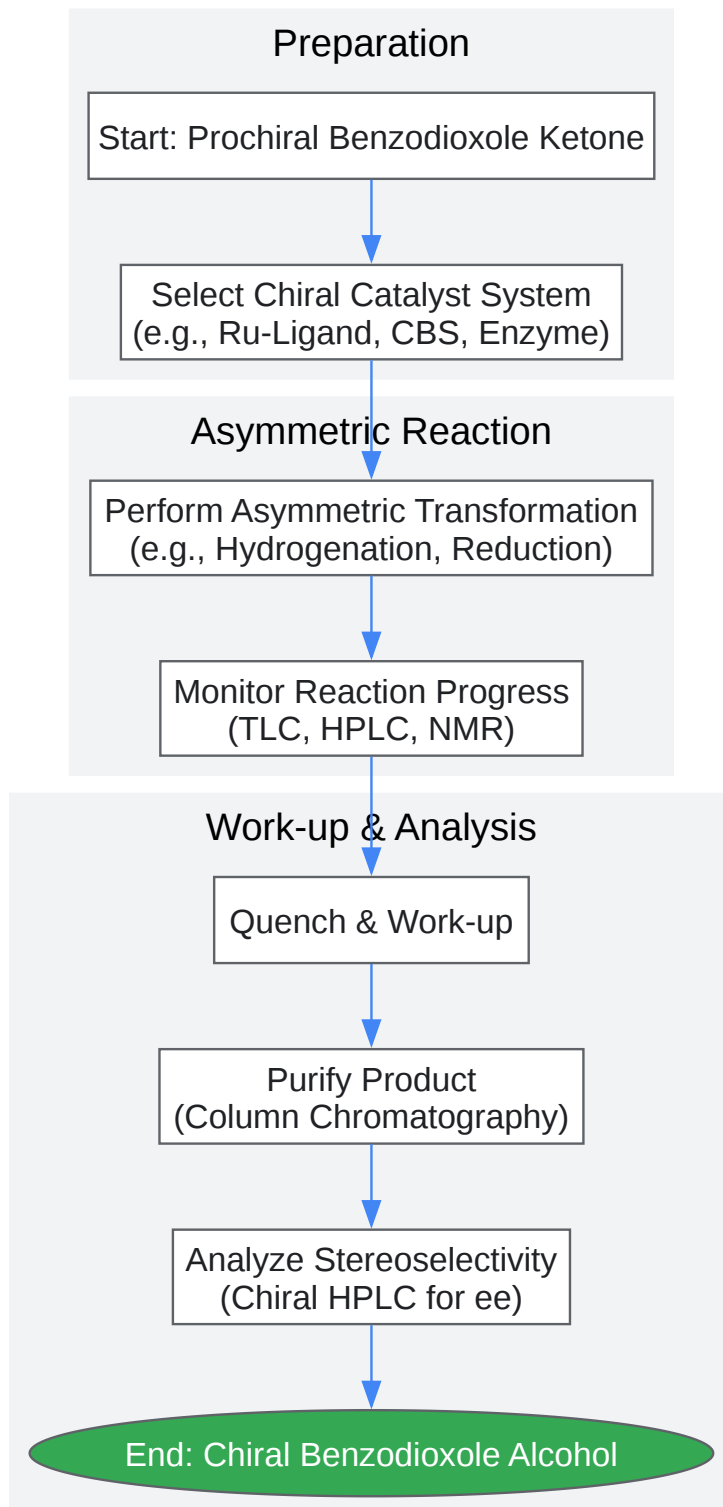 Preparation
Start: Prochiral Benzodioxole Ketone
Select Chiral Catalyst System
(e.g., Ru-Ligand, CBS, Enzyme)
Asymmetric Reaction
Perform Asymmetric Transformation
(e.g., Hydrogenation, Reduction)
Monitor Reaction Progress
(TLC, HPLC, NMR)
Work-up & Analysis
Quench & Work-up
Purify Product
(Column Chromatography)
Analyze Stereoselectivity
(Chiral HPLC for ee)
End: Chiral Benzodioxole Alcohol